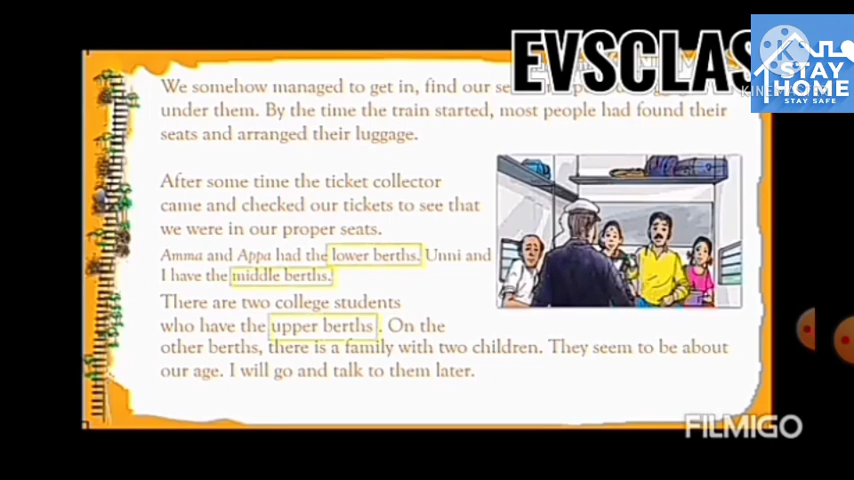 EVSCLAS
STAY
HOME
STAY SAFE
We somehow managed to get in, find our
under them. By the time the train started, most people had found their
seats and arranged their luggage.
After some time the ticket collector
came and checked our tickets to see that
we were in our proper seats.
Amma and Appa had the lower berths. Unni and
I have the middle berths.
There are two college students
who have the upper berths . On the
other berths, there is a family with two children. They seem to be about
our age. I will go and talk to them later.
FILMIGO